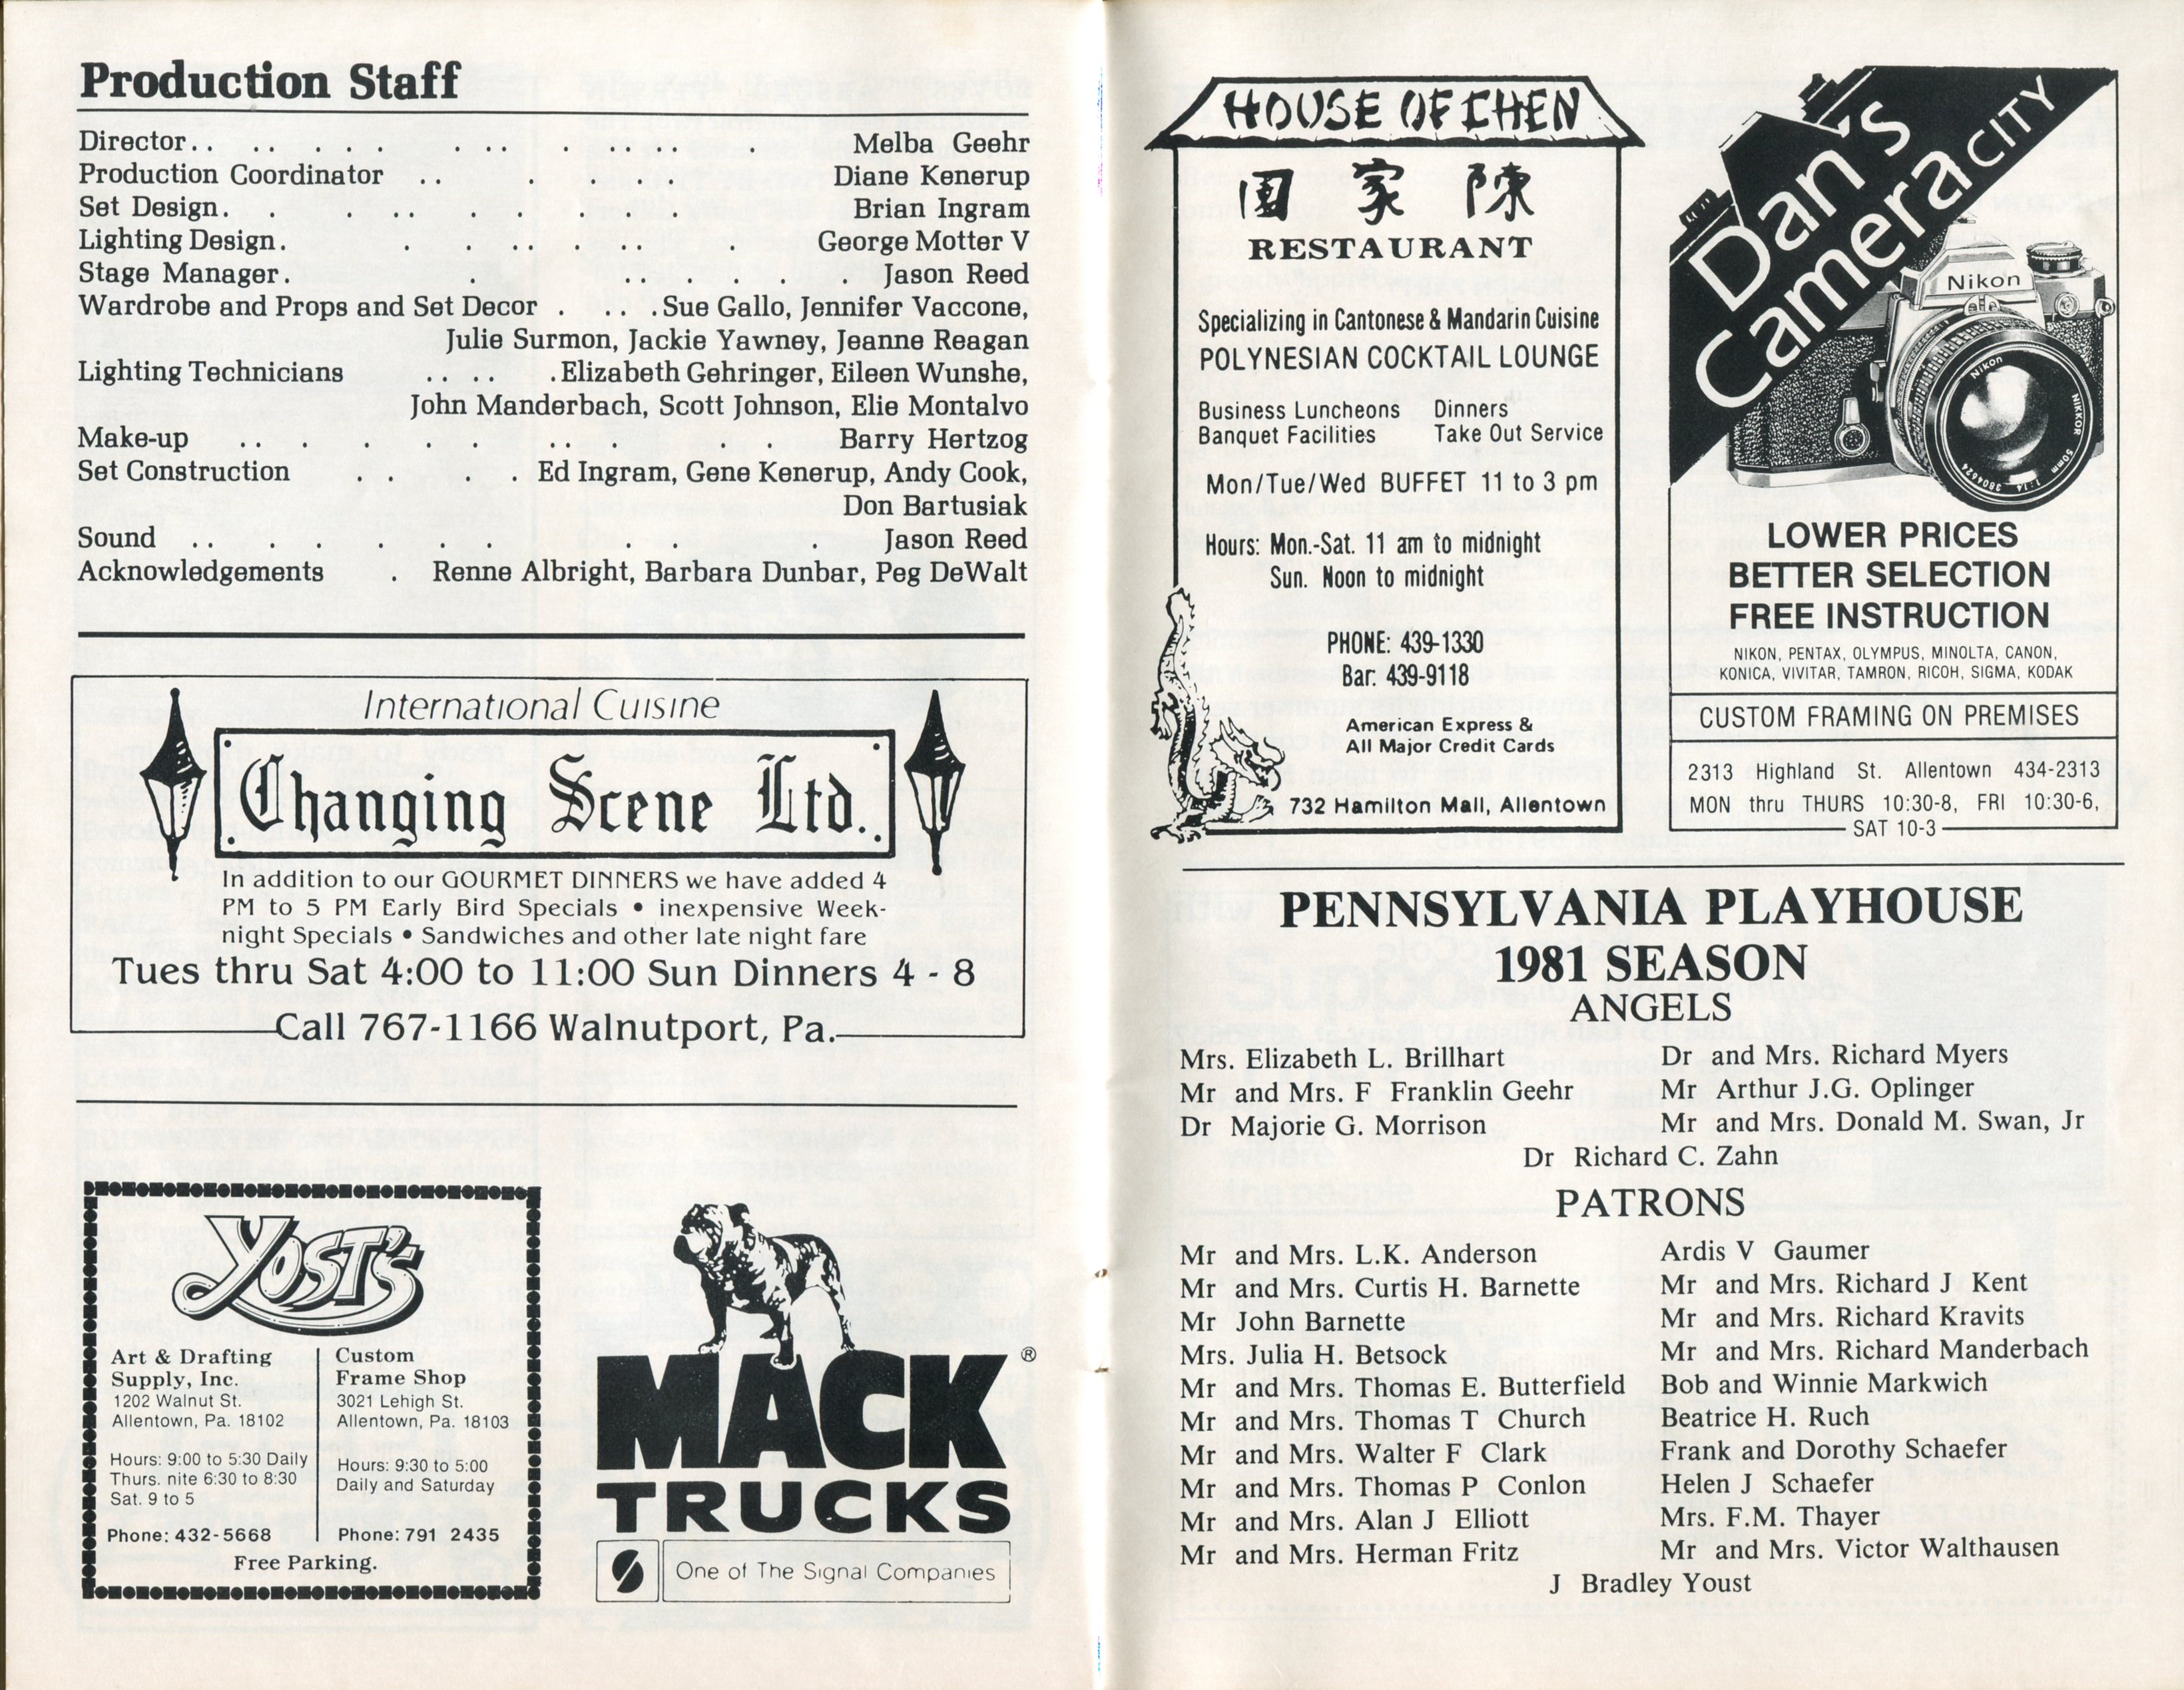 Production Staff
Director.. .. . . . . .. . .. . . . Melba Geehr
Production Coordinator .. . . . . . Diane Kenerup
Set Design. . . .. . . . . . Brian Ingram
Lighting Design. . . .. . .. . George Motter V
Stage Manager. . .. . . . . Jason Reed
Wardrobe and Props and Set Decor . . . . Sue Gallo, Jennifer Vaccone,
Julie Surmon, Jackie Yawney, Jeanne Reagan
Lighting Technicians .. .. . Elizabeth Gehringer, Eileen Wunshe,
John Manderbach, Scott Johnson, Elie Montalvo
Make-up .. . . . . .. . . . Barry Hertzog
Set Construction . . . . Ed Ingram, Gene Kenerup, Andy Cook,
Don Bartusiak
Sound .. . . . . . . . . Jason Reed
Acknowledgements . Renne Albright, Barbara Dunbar, Peg DeWalt
International Cuisine
Changing Scene Ltd.
In addition to our GOURMET DINNERS we have added 4
PM to 5 PM Early Bird Specials • inexpensive Week-
night Specials • Sandwiches and other late night fare
Tues thru Sat 4:00 to 11:00 Sun Dinners 4 - 8
Call 767-1166 Walnutport, Pa.
YOST'S
Art & Drafting
Supply, Inc.
1202 Walnut St.
Allentown, Pa. 18102
Hours: 9:00 to 5:30 Daily
Thurs. nite 6:30 to 8:30
Sat. 9 to 5
Phone: 432-5668
Custom
Frame Shop
3021 Lehigh St.
Allentown, Pa. 18103
Hours: 9:30 to 5:00
Daily and Saturday
Phone: 791 2435
Free Parking.
MACK ®
TRUCKS
One of The Signal Companies
HOUSE OF CHEN
园 家 陳
RESTAURANT
Specializing in Cantonese & Mandarin Cuisine
POLYNESIAN COCKTAIL LOUNGE
Business Luncheons Dinners
Banquet Facilities Take Out Service
Mon/Tue/Wed BUFFET 11 to 3 pm
Hours: Mon.-Sat. 11 am to midnight
Sun. Noon to midnight
PHONE: 439-1330
Bar: 439-9118
American Express &
All Major Credit Cards
732 Hamilton Mall, Allentown
Dan's
Camera CITY
Nikon
Nikon
NIKKOR 50mm 1:1.4 3804624
LOWER PRICES
BETTER SELECTION
FREE INSTRUCTION
NIKON, PENTAX, OLYMPUS, MINOLTA, CANON,
KONICA, VIVITAR, TAMRON, RICOH, SIGMA, KODAK
CUSTOM FRAMING ON PREMISES
2313 Highland St. Allentown 434-2313
MON thru THURS 10:30-8, FRI 10:30-6,
SAT 10-3
PENNSYLVANIA PLAYHOUSE
1981 SEASON
ANGELS
Mrs. Elizabeth L. Brillhart
Mr and Mrs. F Franklin Geehr
Dr Majorie G. Morrison
Dr and Mrs. Richard Myers
Mr Arthur J.G. Oplinger
Mr and Mrs. Donald M. Swan, Jr
Dr Richard C. Zahn
PATRONS
Mr and Mrs. L.K. Anderson
Mr and Mrs. Curtis H. Barnette
Mr John Barnette
Mrs. Julia H. Betsock
Mr and Mrs. Thomas E. Butterfield
Mr and Mrs. Thomas T Church
Mr and Mrs. Walter F Clark
Mr and Mrs. Thomas P Conlon
Mr and Mrs. Alan J Elliott
Mr and Mrs. Herman Fritz
Ardis V Gaumer
Mr and Mrs. Richard J Kent
Mr and Mrs. Richard Kravits
Mr and Mrs. Richard Manderbach
Bob and Winnie Markwich
Beatrice H. Ruch
Frank and Dorothy Schaefer
Helen J Schaefer
Mrs. F.M. Thayer
Mr and Mrs. Victor Walthausen
J Bradley Youst